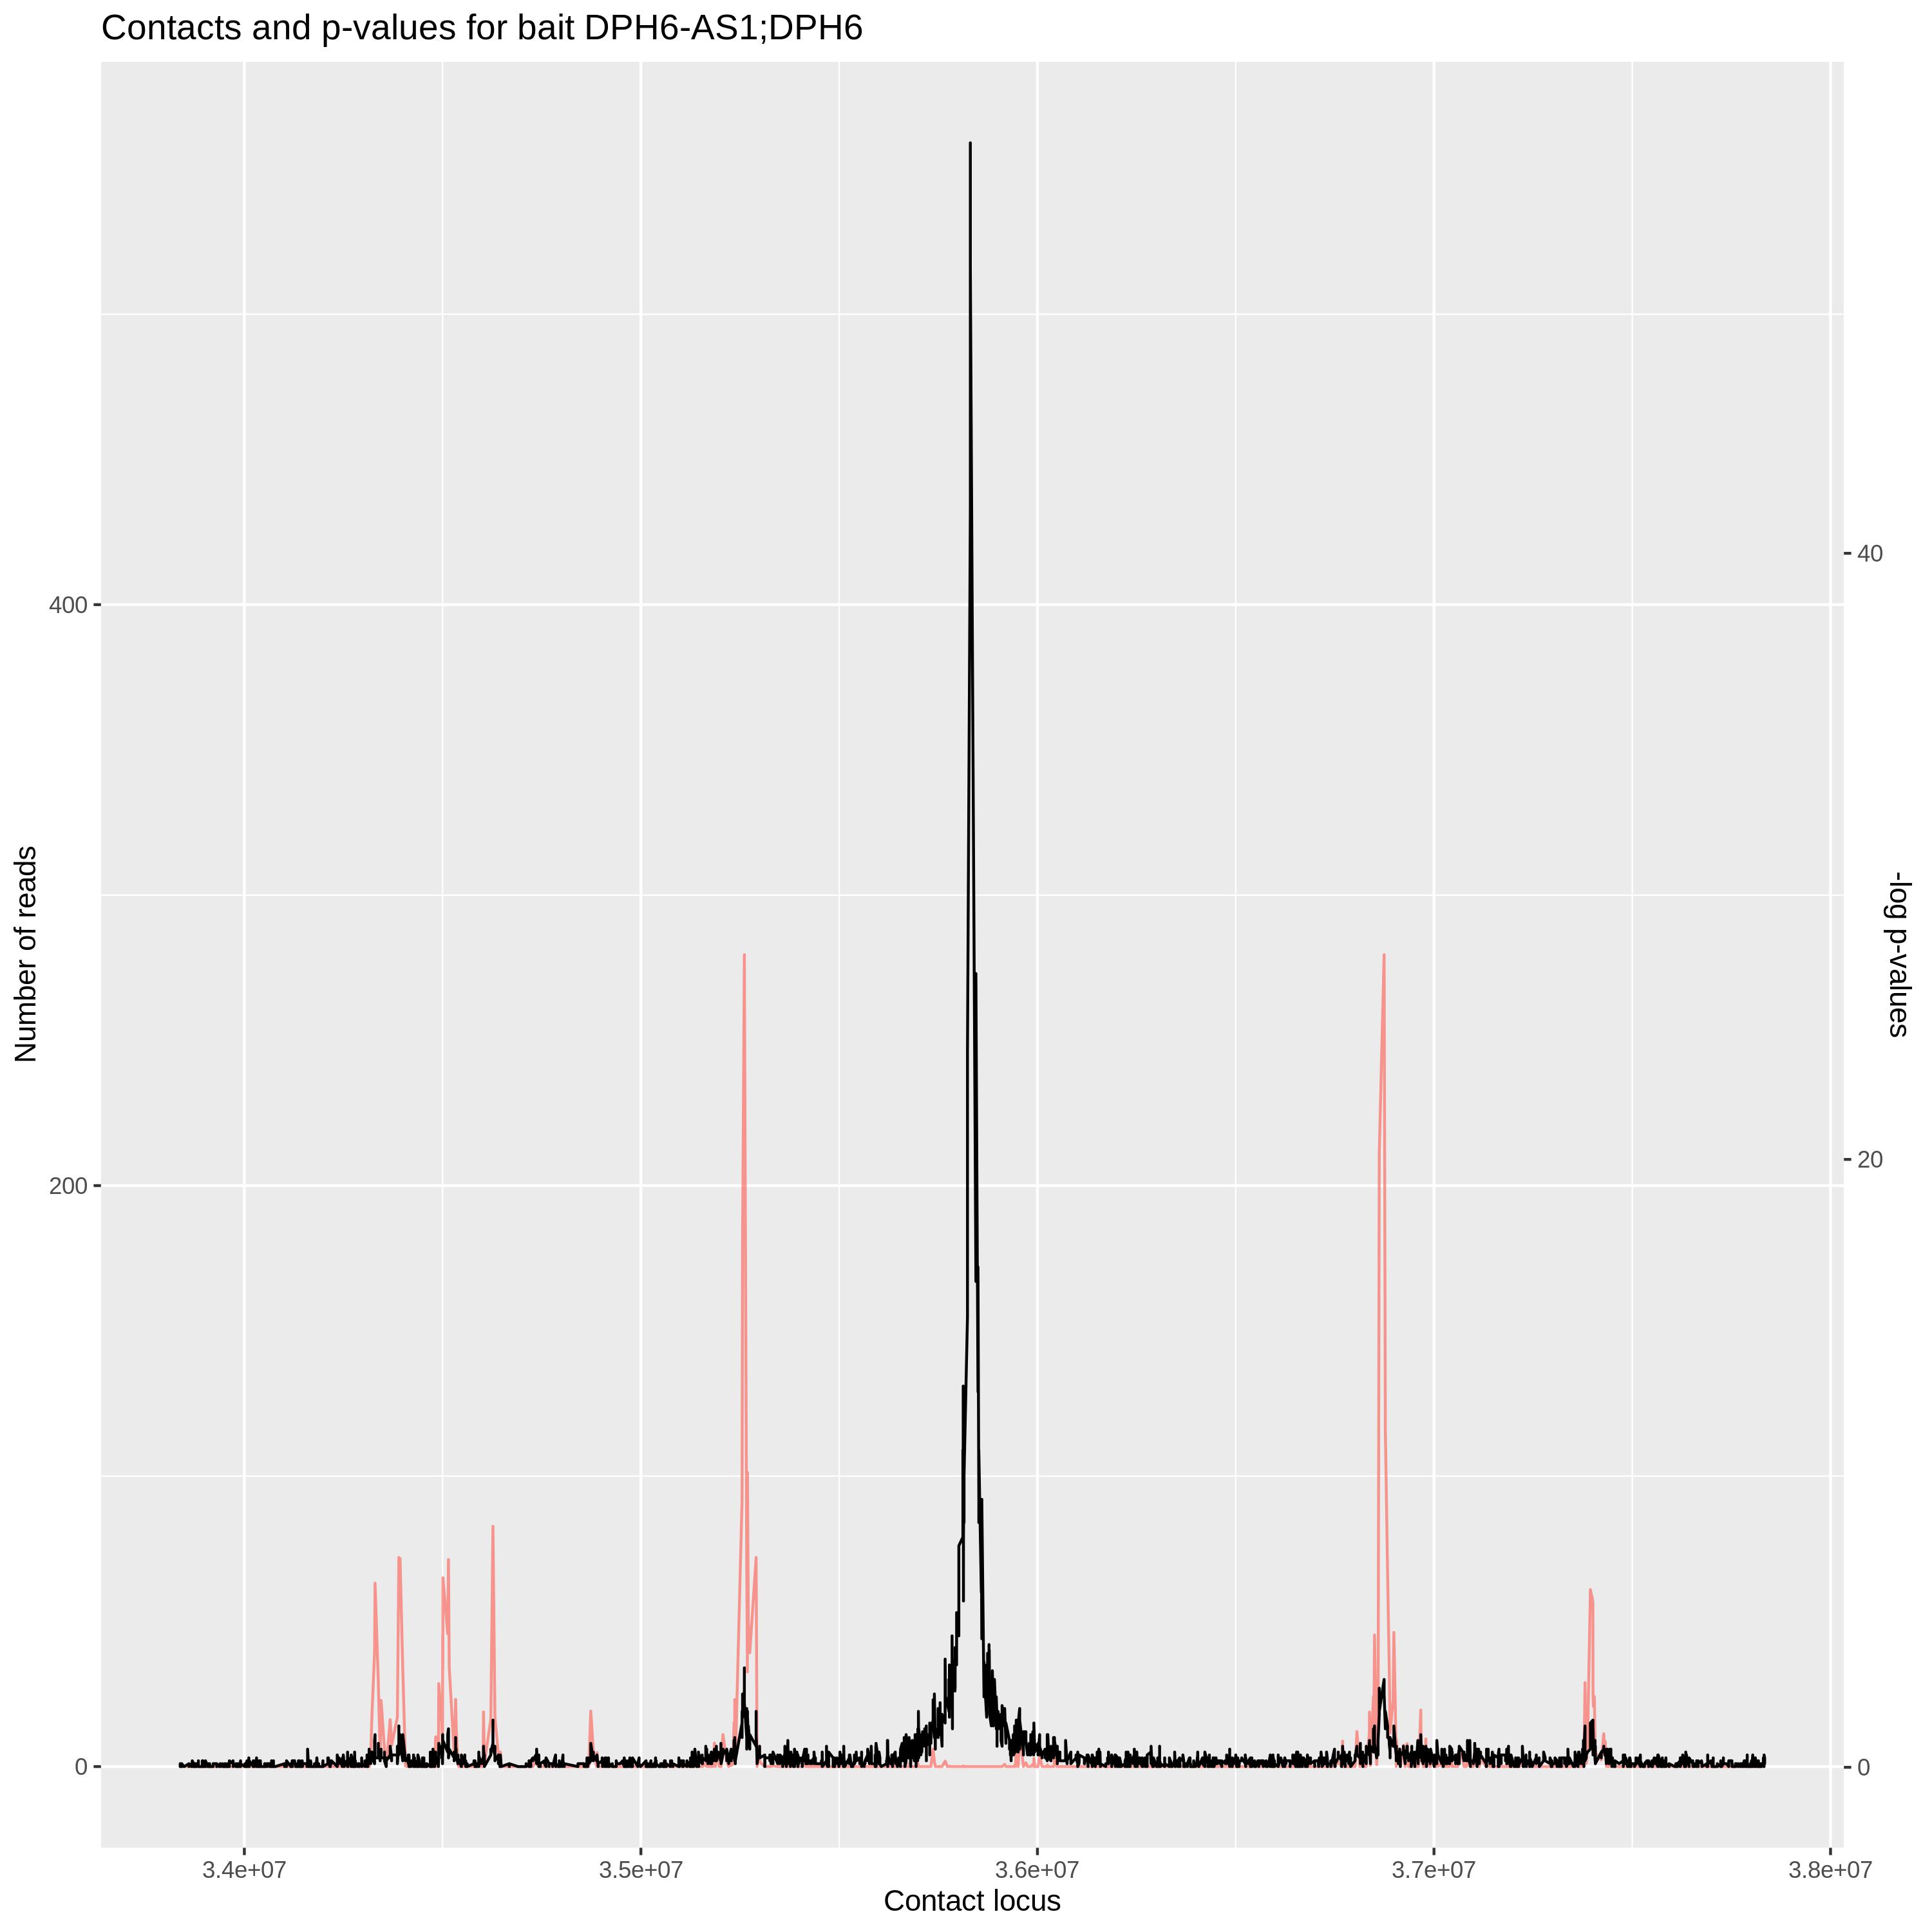 Contacts and p-values for bait DPH6-AS1;DPH6
Number of reads
400
200
0
40
20
0
-log p-values
3.4e+07
3.5e+07
3.6e+07
3.7e+07
3.8e+07
Contact locus